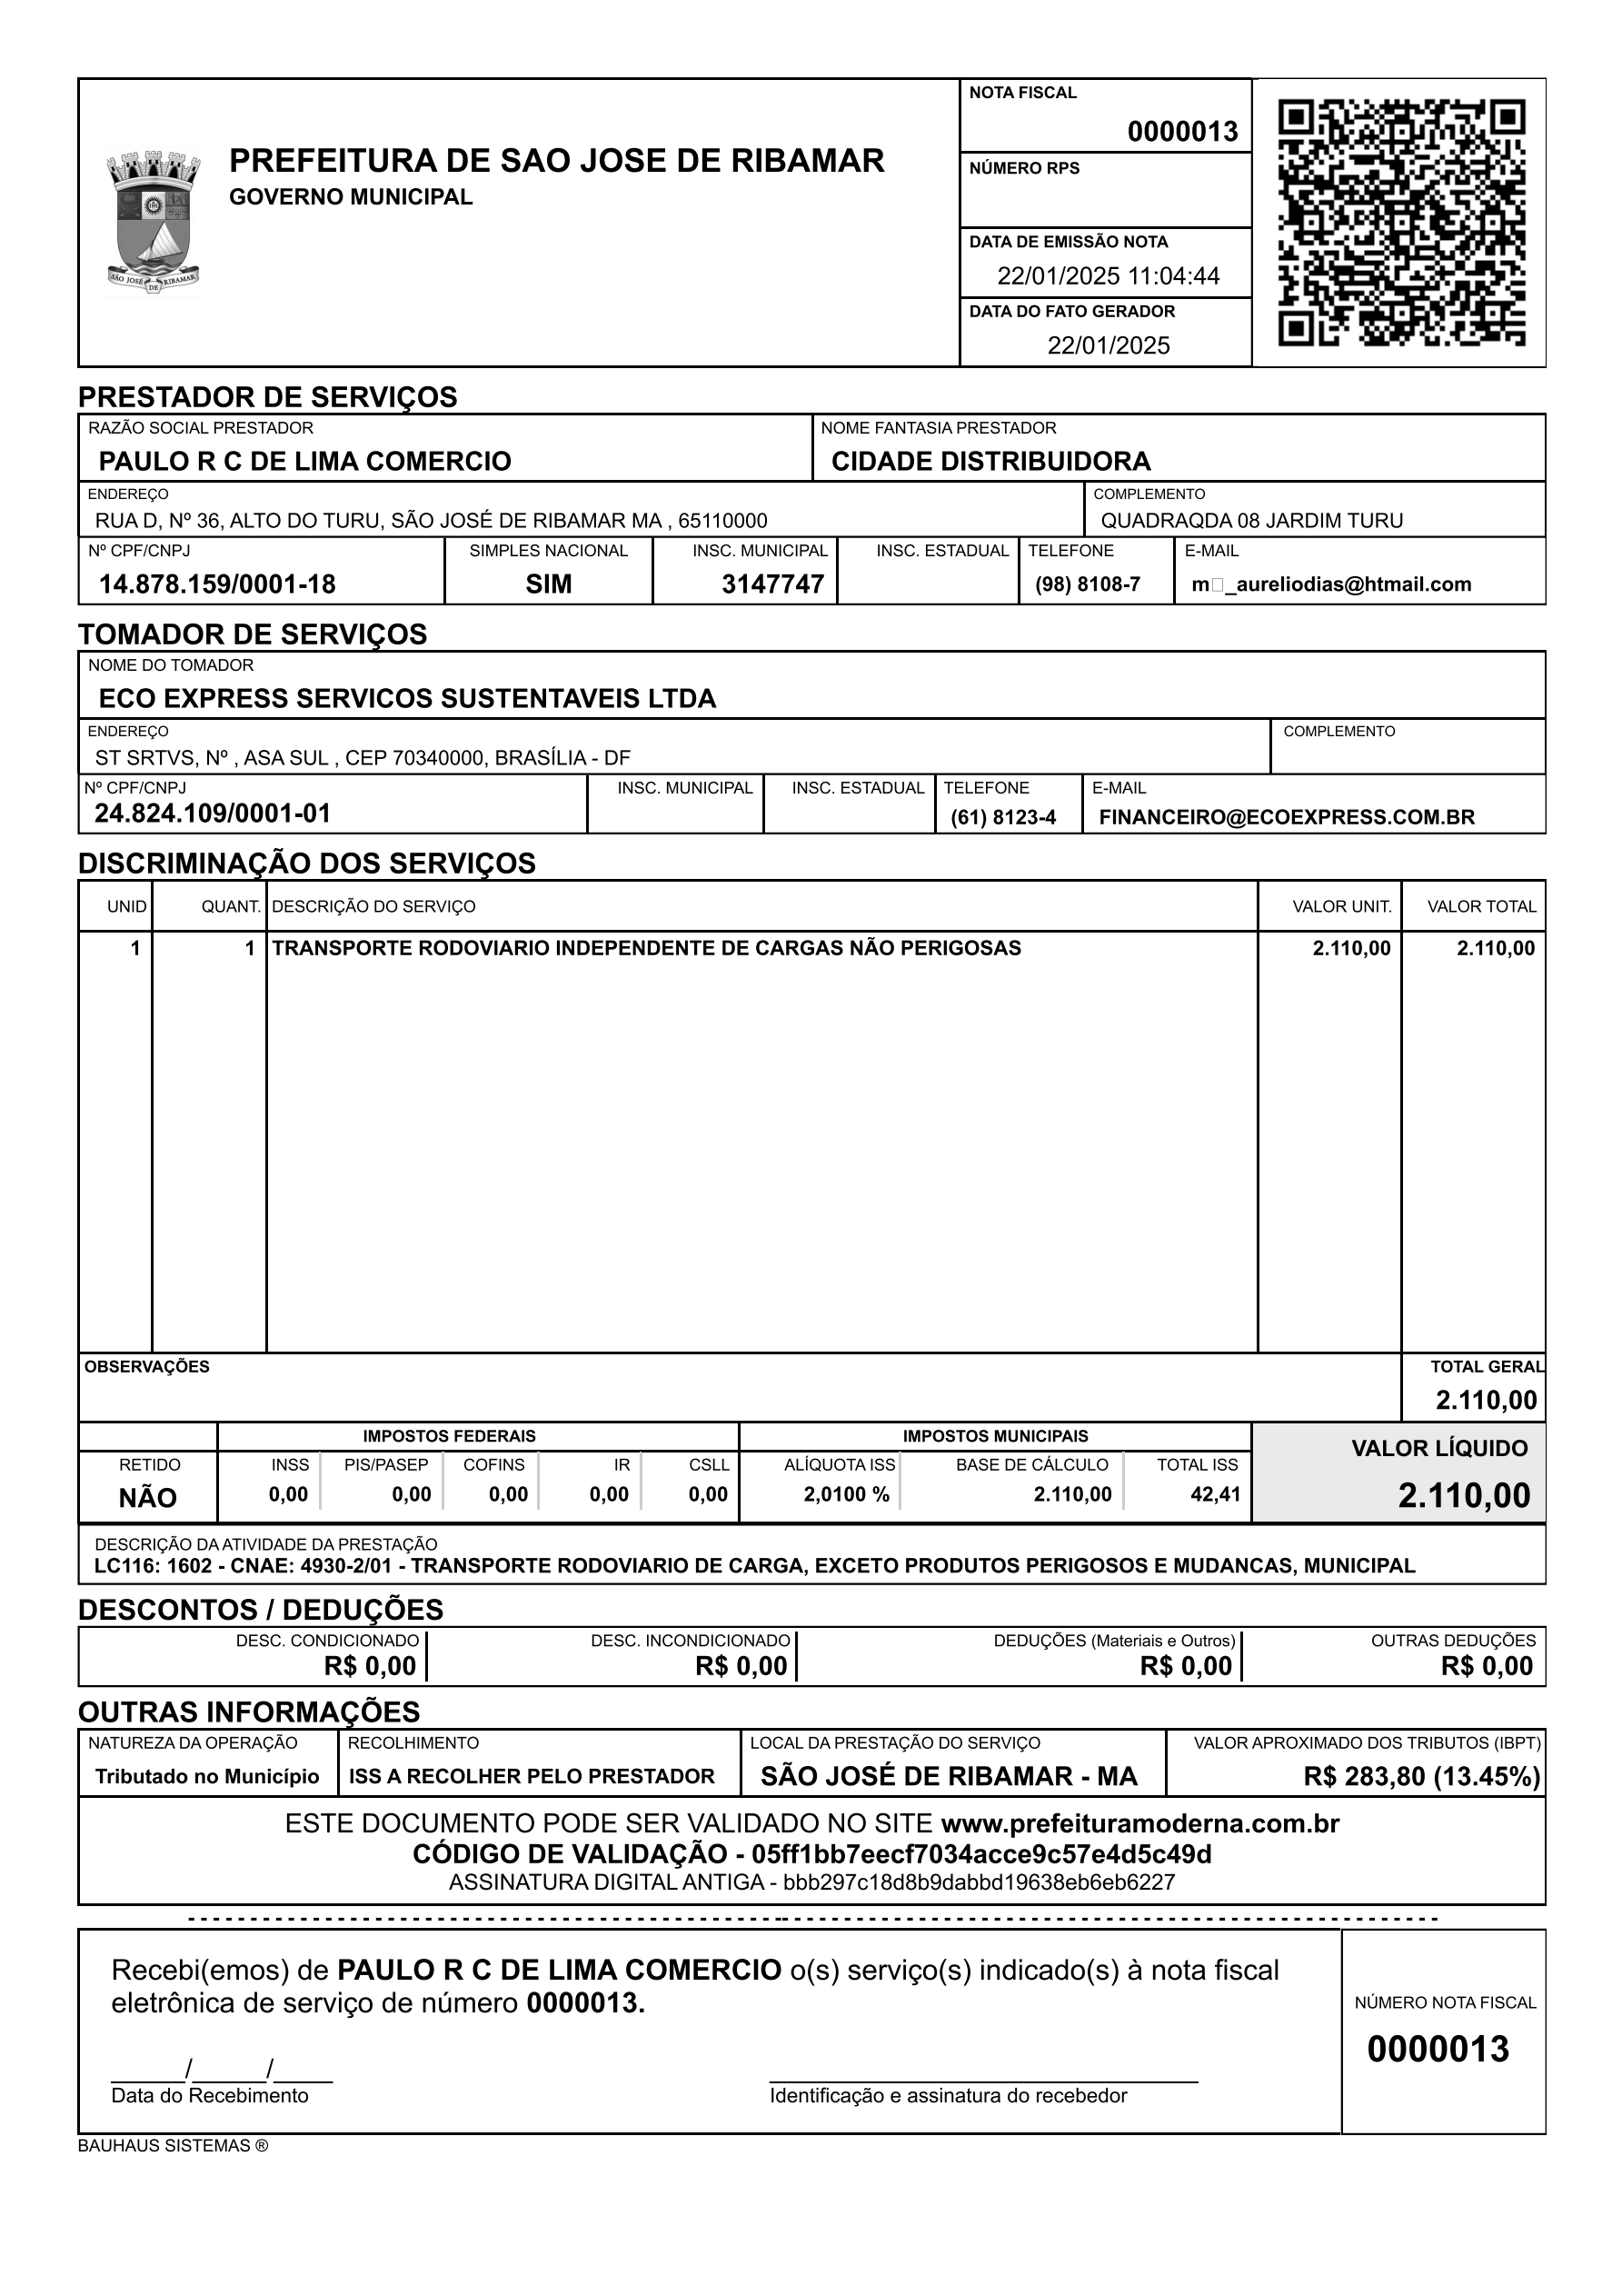 PREFEITURA DE SAO JOSE DE RIBAMAR
GOVERNO MUNICIPAL
SÃO JOSÉ DE RIBAMAR
NOTA FISCAL
0000013
NÚMERO RPS
DATA DE EMISSÃO NOTA
22/01/2025 11:04:44
DATA DO FATO GERADOR
22/01/2025
PRESTADOR DE SERVIÇOS
RAZÃO SOCIAL PRESTADOR NOME FANTASIA PRESTADOR
PAULO R C DE LIMA COMERCIO CIDADE DISTRIBUIDORA
ENDEREÇO COMPLEMENTO
RUA D, Nº 36, ALTO DO TURU, SÃO JOSÉ DE RIBAMAR MA , 65110000 QUADRAQDA 08 JARDIM TURU
Nº CPF/CNPJ SIMPLES NACIONAL INSC. MUNICIPAL INSC. ESTADUAL TELEFONE E-MAIL
14.878.159/0001-18 SIM 3147747 (98) 8108-7 m□_aureliodias@htmail.com
TOMADOR DE SERVIÇOS
NOME DO TOMADOR
ECO EXPRESS SERVICOS SUSTENTAVEIS LTDA
ENDEREÇO COMPLEMENTO
ST SRTVS, Nº , ASA SUL , CEP 70340000, BRASÍLIA - DF
Nº CPF/CNPJ INSC. MUNICIPAL INSC. ESTADUAL TELEFONE E-MAIL
24.824.109/0001-01 (61) 8123-4 FINANCEIRO@ECOEXPRESS.COM.BR
DISCRIMINAÇÃO DOS SERVIÇOS
UNID QUANT. DESCRIÇÃO DO SERVIÇO VALOR UNIT. VALOR TOTAL
1 1 TRANSPORTE RODOVIARIO INDEPENDENTE DE CARGAS NÃO PERIGOSAS 2.110,00 2.110,00
OBSERVAÇÕES TOTAL GERAL
2.110,00
IMPOSTOS FEDERAIS IMPOSTOS MUNICIPAIS VALOR LÍQUIDO
RETIDO INSS PIS/PASEP COFINS IR CSLL ALÍQUOTA ISS BASE DE CÁLCULO TOTAL ISS
NÃO 0,00 0,00 0,00 0,00 0,00 2,0100 % 2.110,00 42,41 2.110,00
DESCRIÇÃO DA ATIVIDADE DA PRESTAÇÃO
LC116: 1602 - CNAE: 4930-2/01 - TRANSPORTE RODOVIARIO DE CARGA, EXCETO PRODUTOS PERIGOSOS E MUDANCAS, MUNICIPAL
DESCONTOS / DEDUÇÕES
DESC. CONDICIONADO DESC. INCONDICIONADO DEDUÇÕES (Materiais e Outros) OUTRAS DEDUÇÕES
R$ 0,00 R$ 0,00 R$ 0,00 R$ 0,00
OUTRAS INFORMAÇÕES
NATUREZA DA OPERAÇÃO RECOLHIMENTO LOCAL DA PRESTAÇÃO DO SERVIÇO VALOR APROXIMADO DOS TRIBUTOS (IBPT)
Tributado no Município ISS A RECOLHER PELO PRESTADOR SÃO JOSÉ DE RIBAMAR - MA R$ 283,80 (13.45%)
ESTE DOCUMENTO PODE SER VALIDADO NO SITE www.prefeituramoderna.com.br
CÓDIGO DE VALIDAÇÃO - 05ff1bb7eecf7034acce9c57e4d5c49d
ASSINATURA DIGITAL ANTIGA - bbb297c18d8b9dabbd19638eb6eb6227
Recebi(emos) de PAULO R C DE LIMA COMERCIO o(s) serviço(s) indicado(s) à nota fiscal
eletrônica de serviço de número 0000013.
NÚMERO NOTA FISCAL
0000013
_____/_____/____
Data do Recebimento Identificação e assinatura do recebedor
BAUHAUS SISTEMAS ®